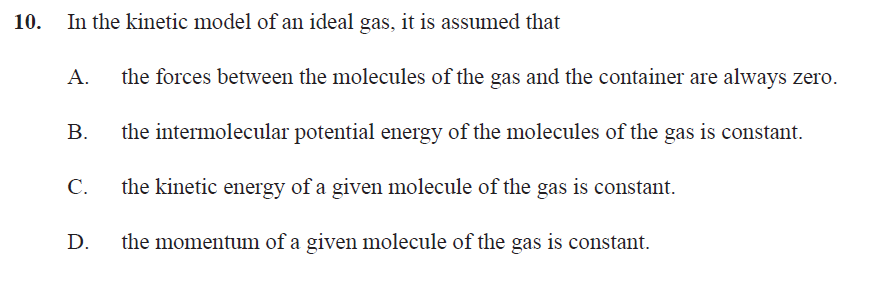 10. In the kinetic model of an ideal gas, it is assumed that
A. the forces between the molecules of the gas and the container are always zero.
B. the intermolecular potential energy of the molecules of the gas is constant.
C. the kinetic energy of a given molecule of the gas is constant.
D. the momentum of a given molecule of the gas is constant.